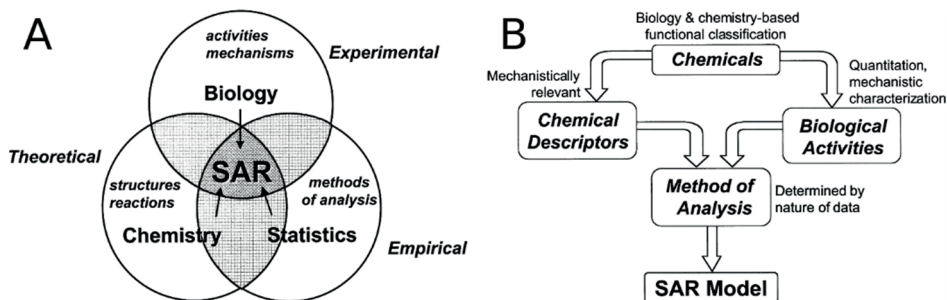 A
activities
mechanisms
Experimental
Biology
Theoretical
SAR
structures
reactions
methods
of analysis
Chemistry
Statistics
Empirical
B
Biology & chemistry-based
functional classification
Chemicals
Mechanistically
relevant
Quantitation,
mechanistic
characterization
Chemical
Descriptors
Biological
Activities
Method of
Analysis
Determined by
nature of data
SAR Model